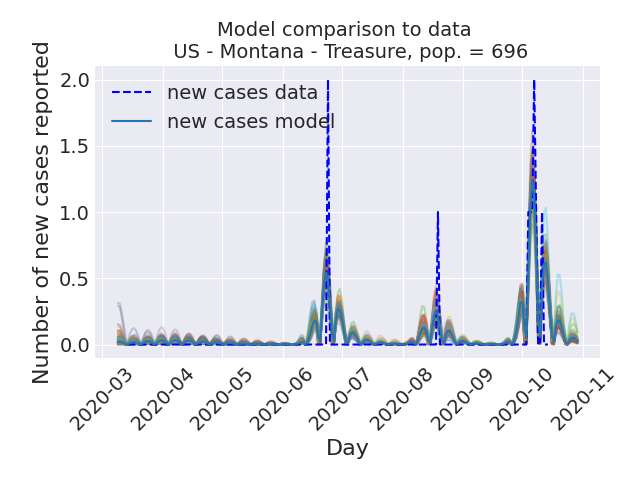 Model comparison to data
US - Montana - Treasure, pop. = 696
Number of new cases reported
2.0
1.5
1.0
0.5
0.0
new cases data
new cases model
2020-03
2020-04
2020-05
2020-06
2020-07
2020-08
2020-09
2020-10
2020-11
Day